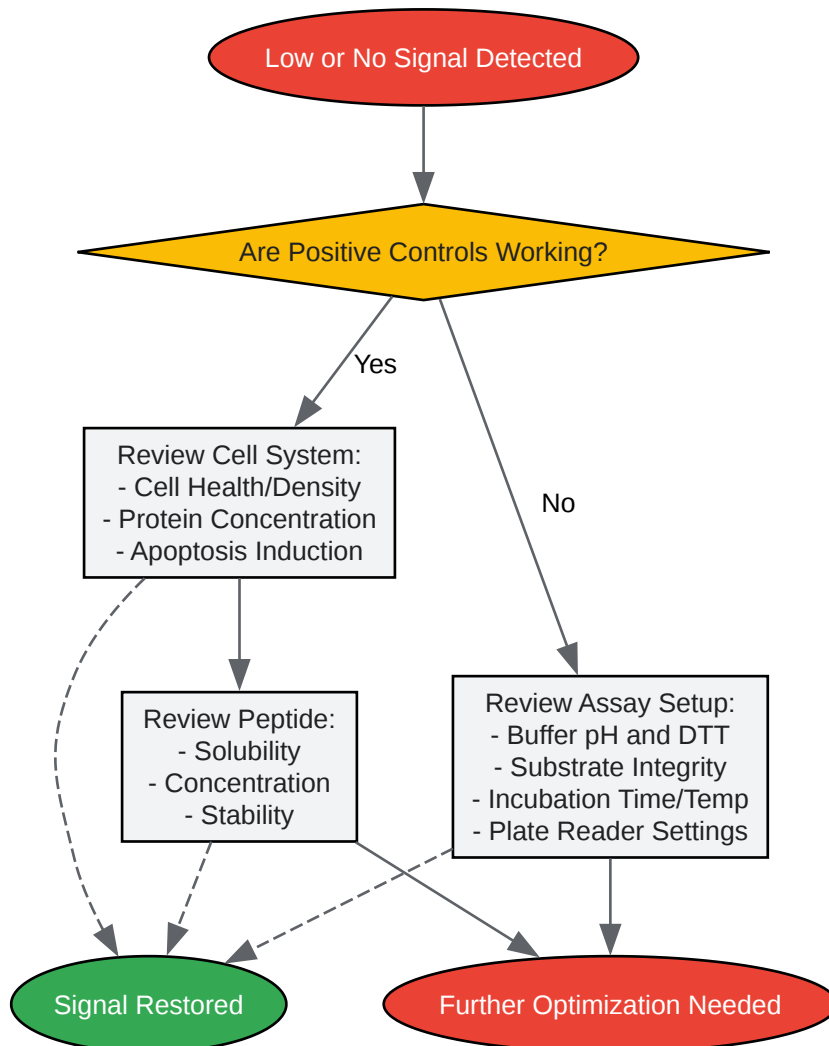 Low or No Signal Detected
Are Positive Controls Working?
Yes
Review Cell System:
- Cell Health/Density
- Protein Concentration
- Apoptosis Induction
No
Review Peptide:
- Solubility
- Concentration
- Stability
Review Assay Setup:
- Buffer pH and DTT
- Substrate Integrity
- Incubation Time/Temp
- Plate Reader Settings
Signal Restored
Further Optimization Needed